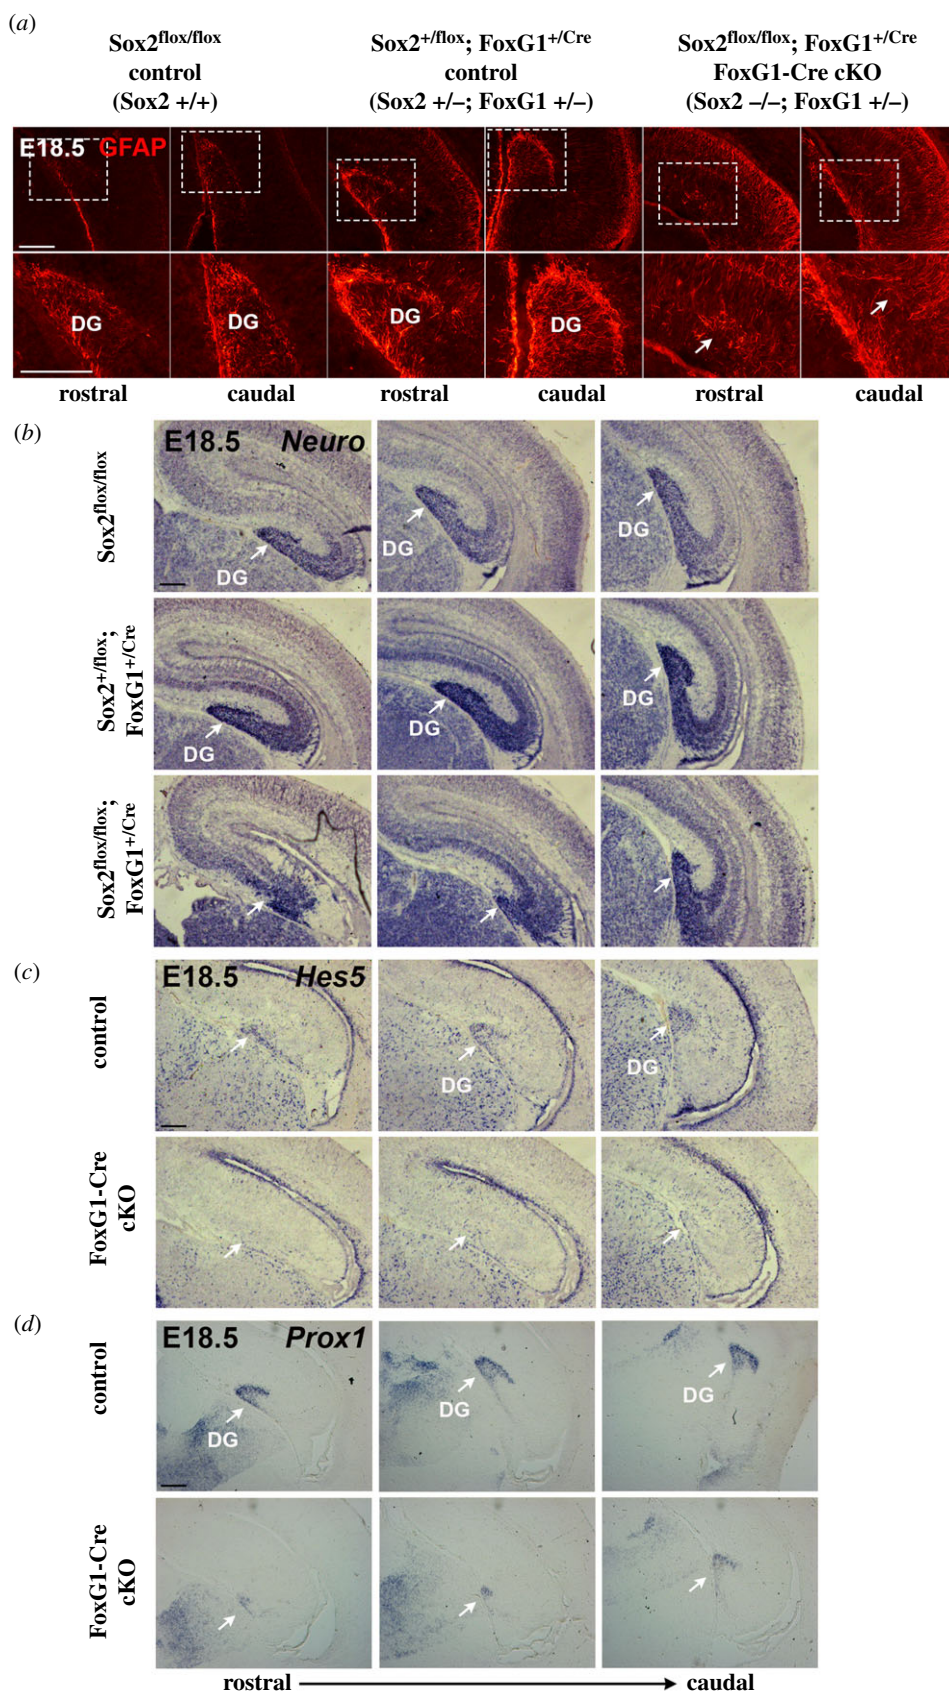 (a)
Sox2flox/flox
control
(Sox2 +/+)
Sox2+/flox; FoxG1+/Cre
control
(Sox2 +/–; FoxG1 +/–)
Sox2flox/flox; FoxG1+/Cre
FoxG1-Cre cKO
(Sox2 –/–; FoxG1 +/–)
E18.5 GFAP
DG
DG
DG
DG
rostral
caudal
rostral
caudal
rostral
caudal
(b)
Sox2flox/flox
E18.5 Neuro
DG
DG
DG
Sox2+/flox;
FoxG1+/Cre
DG
DG
DG
Sox2flox/flox;
FoxG1+/Cre
(c)
control
E18.5 Hes5
DG
DG
FoxG1-Cre
cKO
(d)
control
E18.5 Prox1
DG
DG
DG
FoxG1-Cre
cKO
rostral
caudal